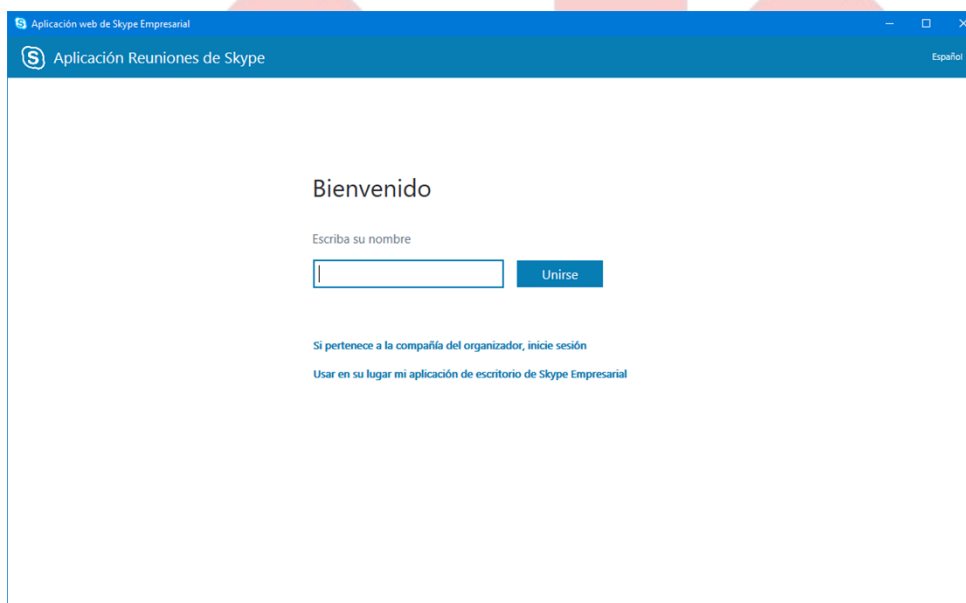 Aplicación web de Skype Empresarial
Aplicación Reuniones de Skype
Español
Bienvenido
Escriba su nombre
Unirse
Si pertenece a la compañía del organizador, inicie sesión
Usar en su lugar mi aplicación de escritorio de Skype Empresarial